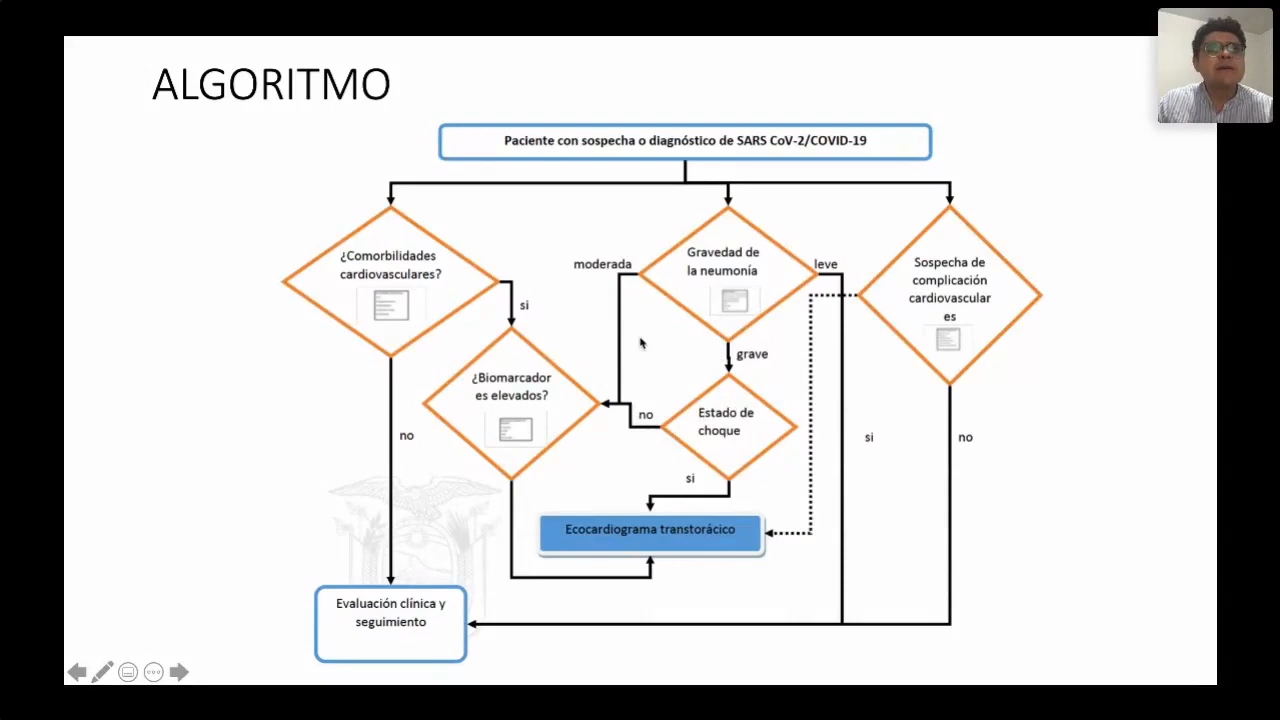 ALGORITMO
Paciente con sospecha o diagnóstico de SARS CoV-2/COVID-19
¿Comorbilidades
cardiovasculares?
si
no
¿Biomarcador
es elevados?
moderada
Gravedad de
la neumonía
leve
grave
Estado de
choque
no
si
Sospecha de
complicación
cardiovascular
es
si
no
Ecocardiograma transtorácico
Evaluación clínica y
seguimiento